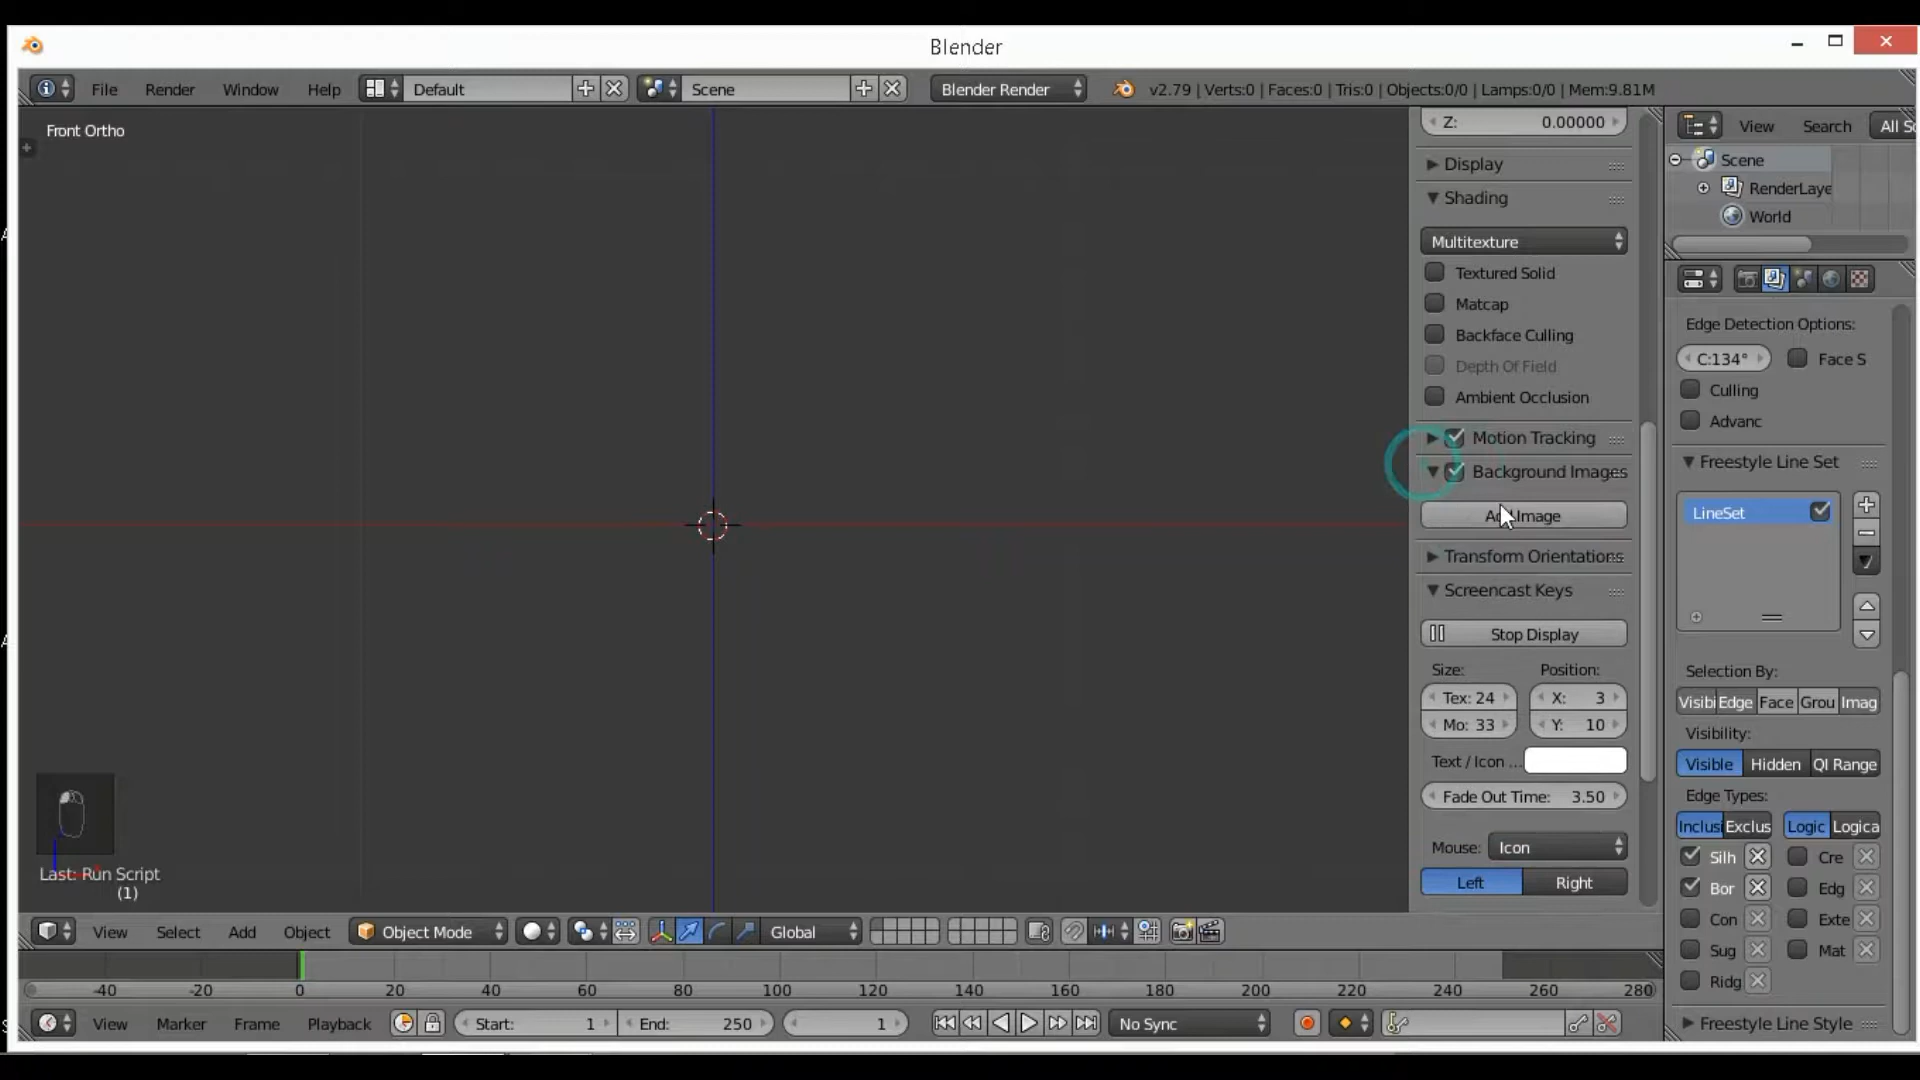 Blender
File Render Window Help Default Scene Blender Render v2.79 | Verts:0 | Faces:0 | Tris:0 | Objects:0/0 | Lamps:0/0 | Mem:9.81M
Front Ortho
Z: 0.00000
Display
Shading
Multitexture
Textured Solid
Matcap
Backface Culling
Depth Of Field
Ambient Occlusion
Motion Tracking
Background Images
Image
Transform Orientations
Screencast Keys
Stop Display
Size: Position:
Tex: 24 X: 3
Mo: 33 Y: 10
Text / Icon ...
Fade Out Time: 3.50
Mouse: Icon
Left Right
View Search All S
Scene
RenderLaye
World
Edge Detection Options:
C:134° Face S
Culling
Advanc
Freestyle Line Set
LineSet
Selection By:
Visibi Edge Face Grou Imag
Visibility:
Visible Hidden QI Range
Edge Types:
Inclusi Exclus Logic Logica
Silh Cre
Bor Edg
Con Exte
Sug Mat
Ridg
Freestyle Line Style
Last: Run Script
(1)
View Select Add Object Object Mode Global
-40 -20 0 20 40 60 80 100 120 140 160 180 200 220 240 260 280
View Marker Frame Playback Start: 1 End: 250 1 No Sync